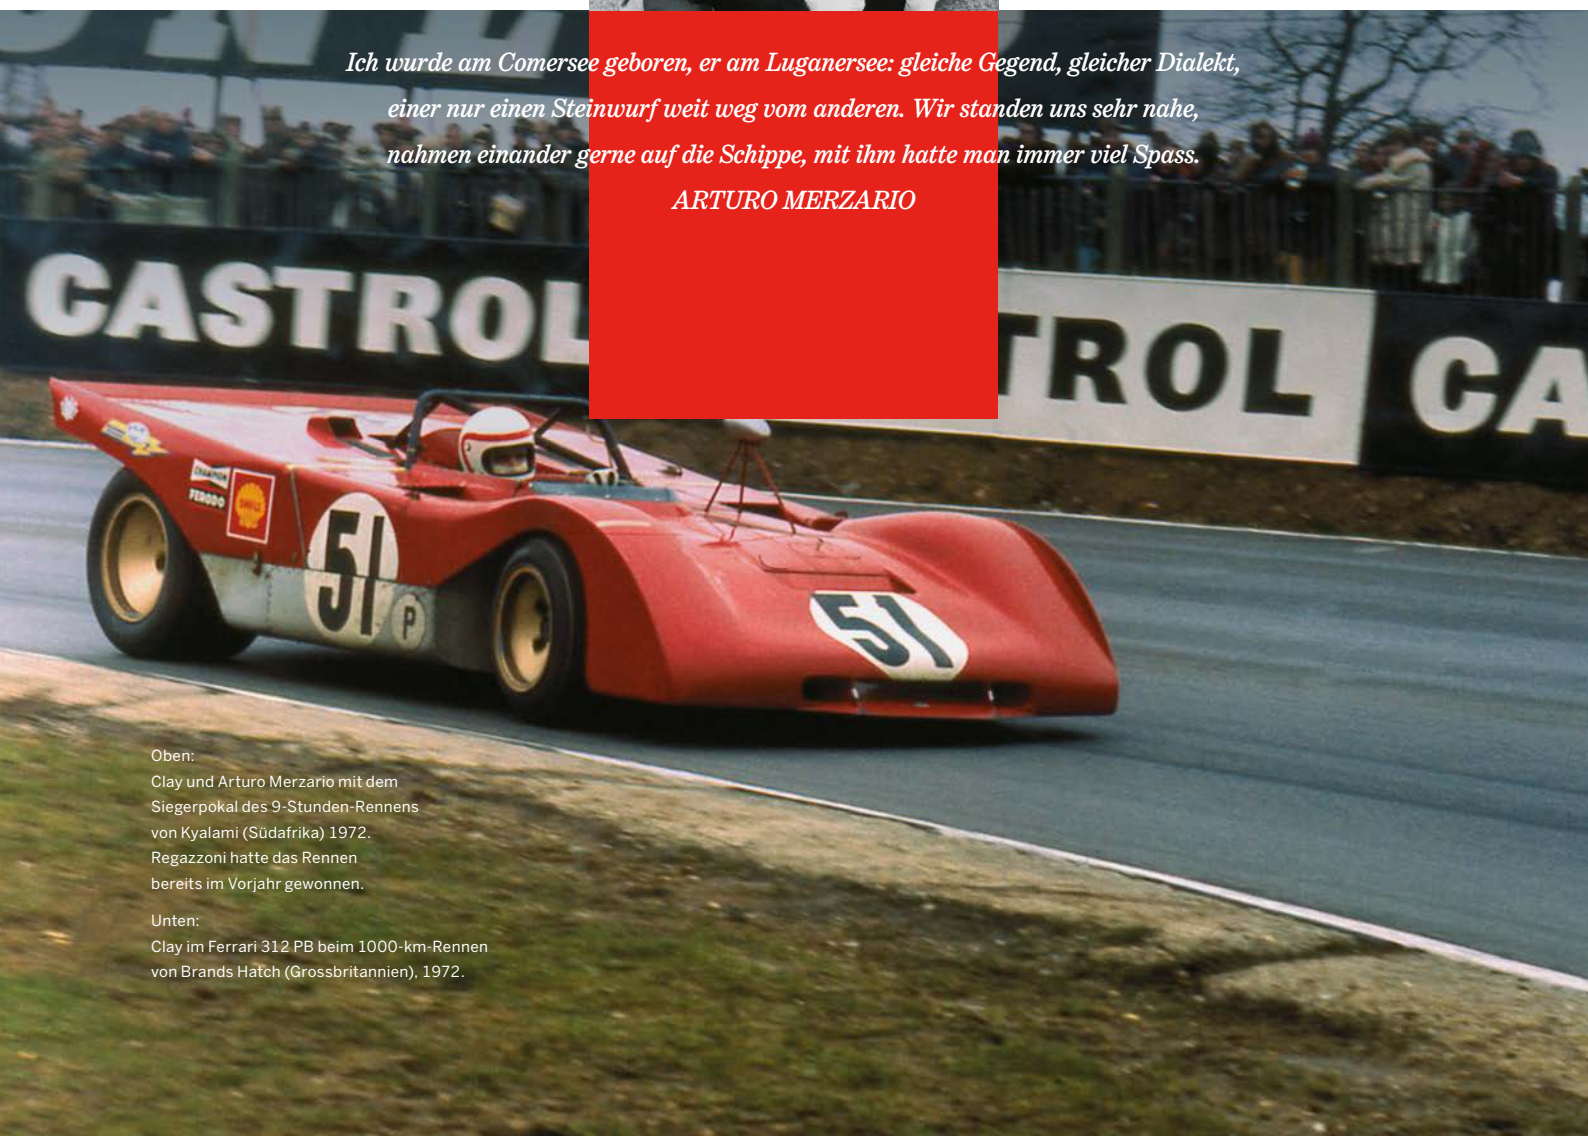 Ich wurde am Comersee geboren, er am Luganersee: gleiche Gegend, gleicher Dialekt,
einer nur einen Steinwurf weit weg vom anderen. Wir standen uns sehr nahe,
nahmen einander gerne auf die Schippe, mit ihm hatte man immer viel Spass.
ARTURO MERZARIO
CASTROL
TROL
CA
CHAMPION
FERODO
SHELL
51
P
51
Oben:
Clay und Arturo Merzario mit dem
Siegerpokal des 9-Stunden-Rennens
von Kyalami (Südafrika) 1972.
Regazzoni hatte das Rennen
bereits im Vorjahr gewonnen.
Unten:
Clay im Ferrari 312 PB beim 1000-km-Rennen
von Brands Hatch (Grossbritannien), 1972.